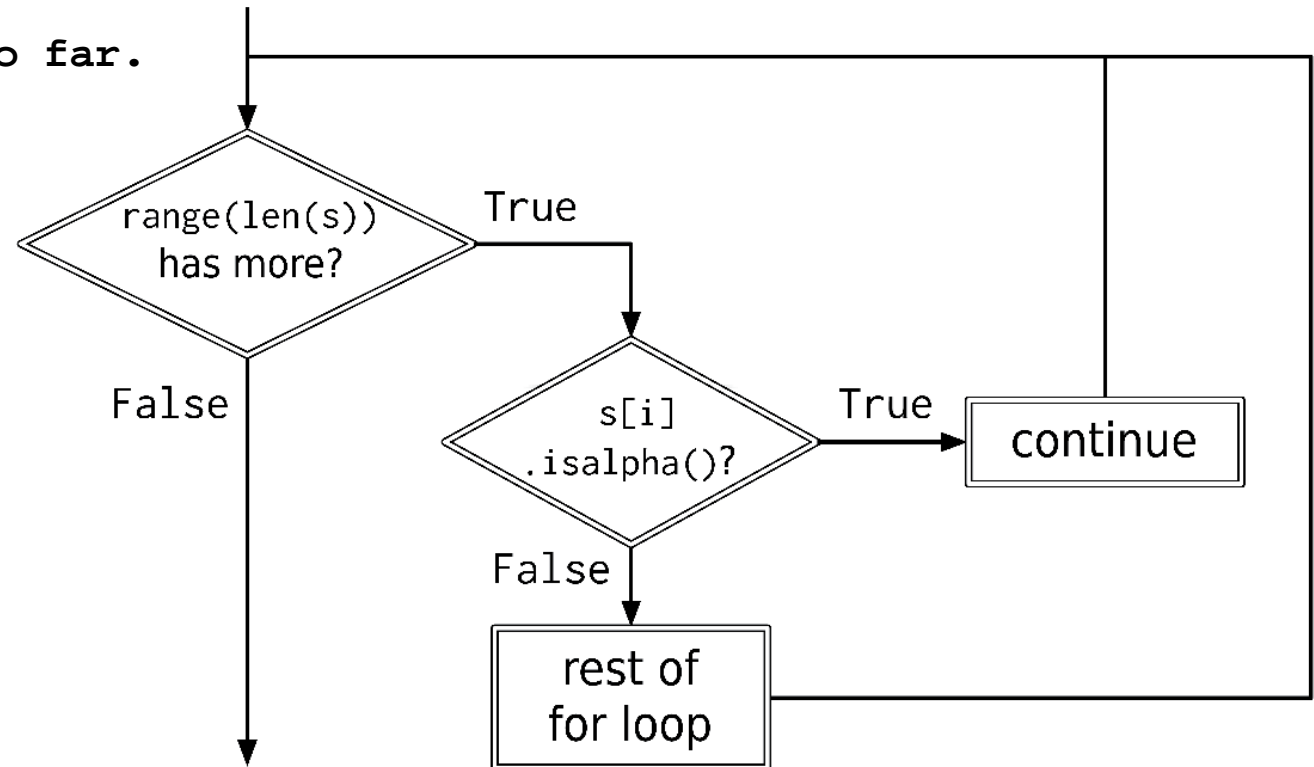 o far.
range(len(s))
has more?
True
False
s[i]
.isalpha()?
True
continue
False
rest of
for loop